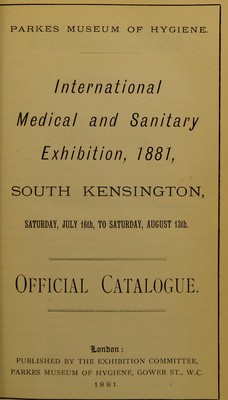 PARKES MUSEUM OF HYGIENE.
International
Medical and Sanitary
Exhibition, 1881,
SOUTH KENSINGTON,
SATURDAY, JULY 16th, TO SATURDAY, AUGUST 13th.
OFFICIAL CATALOGUE.
London:
PUBLISHED BY THE EXHIBITION COMMITTEE,
PARKES MUSEUM OF HYGIENE, GOWER ST., W.C.
1881.